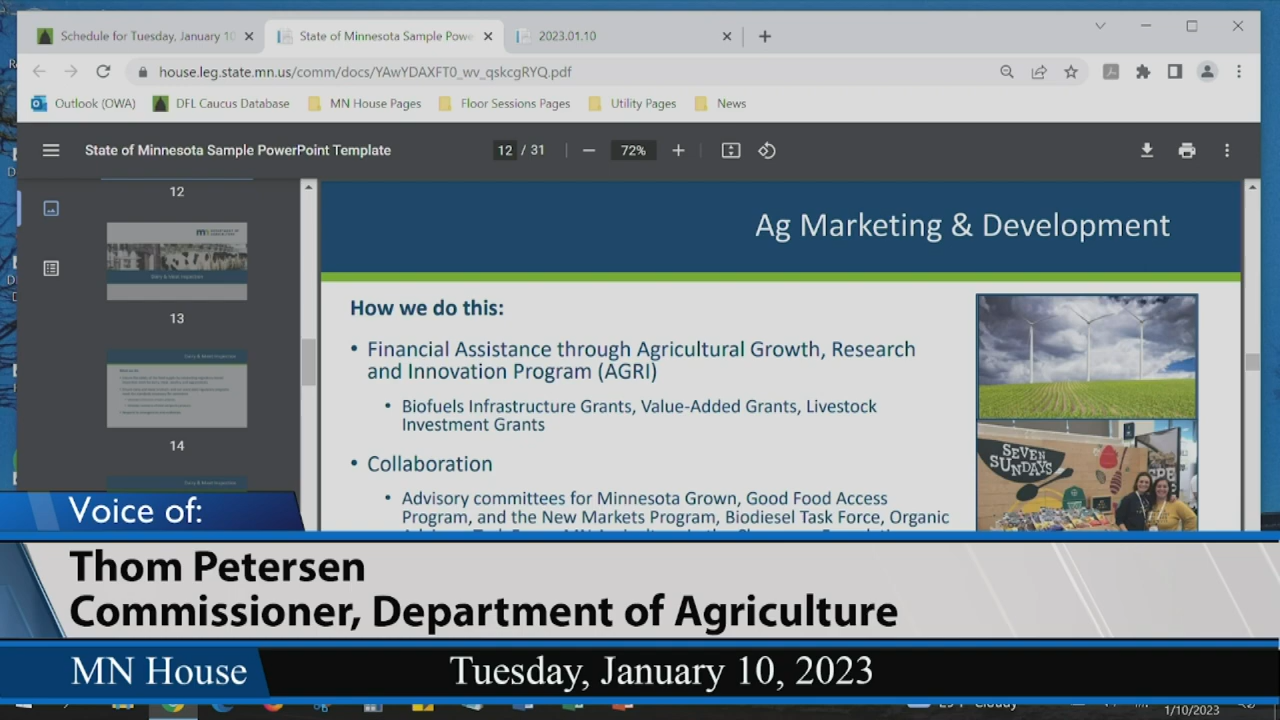 Schedule for Tuesday, January 10
State of Minnesota Sample Powe
2023.01.10
house.leg.state.mn.us/comm/docs/YAwYDAXFT0_wv_qskcgRYQ.pdf
Outlook (OWA)
DFL Caucus Database
MN House Pages
Floor Sessions Pages
Utility Pages
News
State of Minnesota Sample PowerPoint Template
12 / 31
72%
12
13
14
Ag Marketing & Development
How we do this:
• Financial Assistance through Agricultural Growth, Research
and Innovation Program (AGRI)
• Biofuels Infrastructure Grants, Value-Added Grants, Livestock
Investment Grants
• Collaboration
• Advisory committees for Minnesota Grown, Good Food Access
Program, and the New Markets Program, Biodiesel Task Force, Organic
SEVEN
SUNDAYS
Voice of:
Thom Petersen
Commissioner, Department of Agriculture
MN House
Tuesday, January 10, 2023
1/10/2023